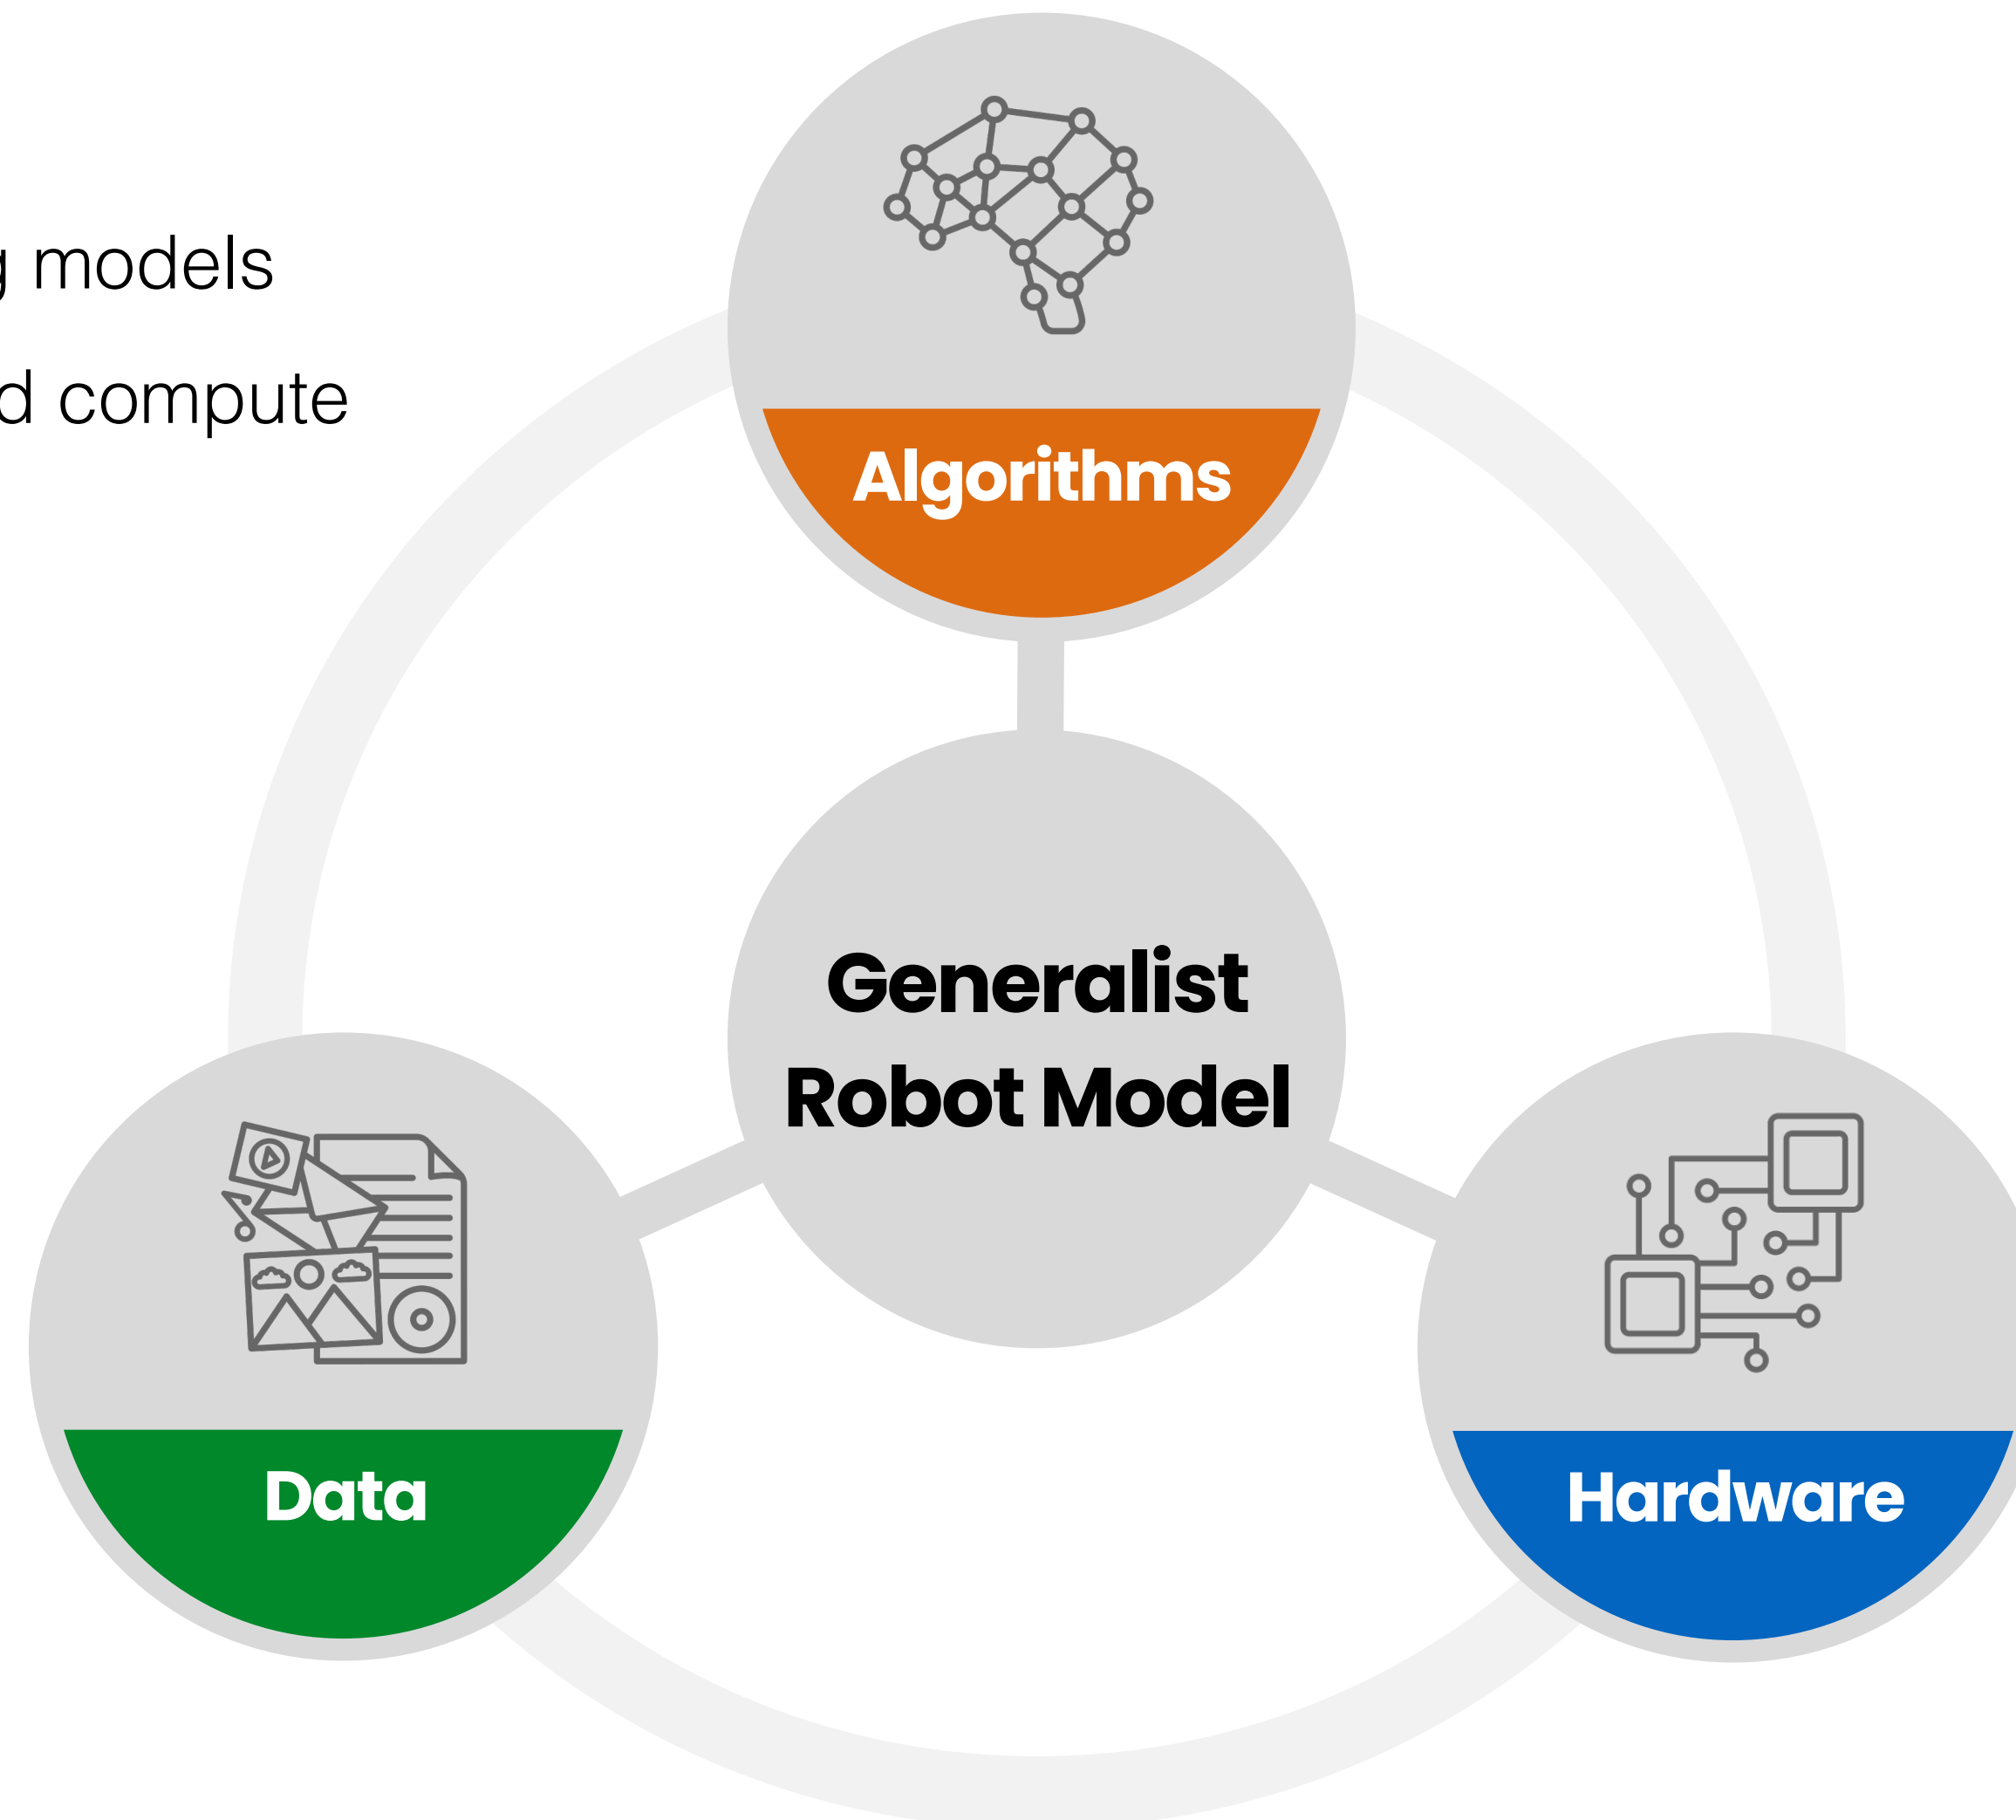 models
compute
Algorithms
Generalist
Robot Model
Data
Hardware